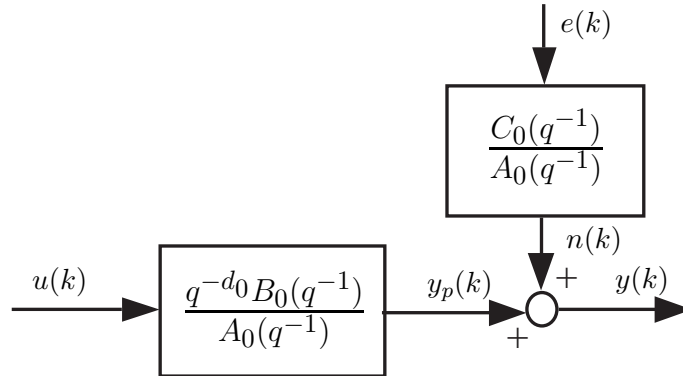 e(k)
C₀(q⁻¹)
A₀(q⁻¹)
n(k)
+
u(k)
q⁻ᵈ⁰B₀(q⁻¹)
A₀(q⁻¹)
yₚ(k)
+
y(k)